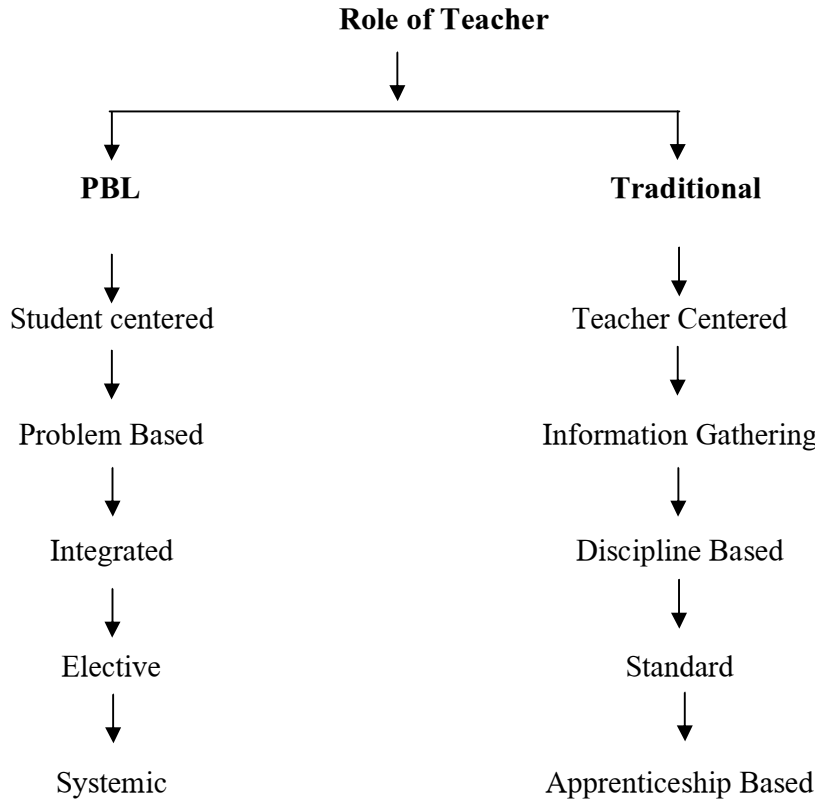 Role of Teacher
PBL
Traditional
Student centered
Teacher Centered
Problem Based
Information Gathering
Integrated
Discipline Based
Elective
Standard
Systemic
Apprenticeship Based